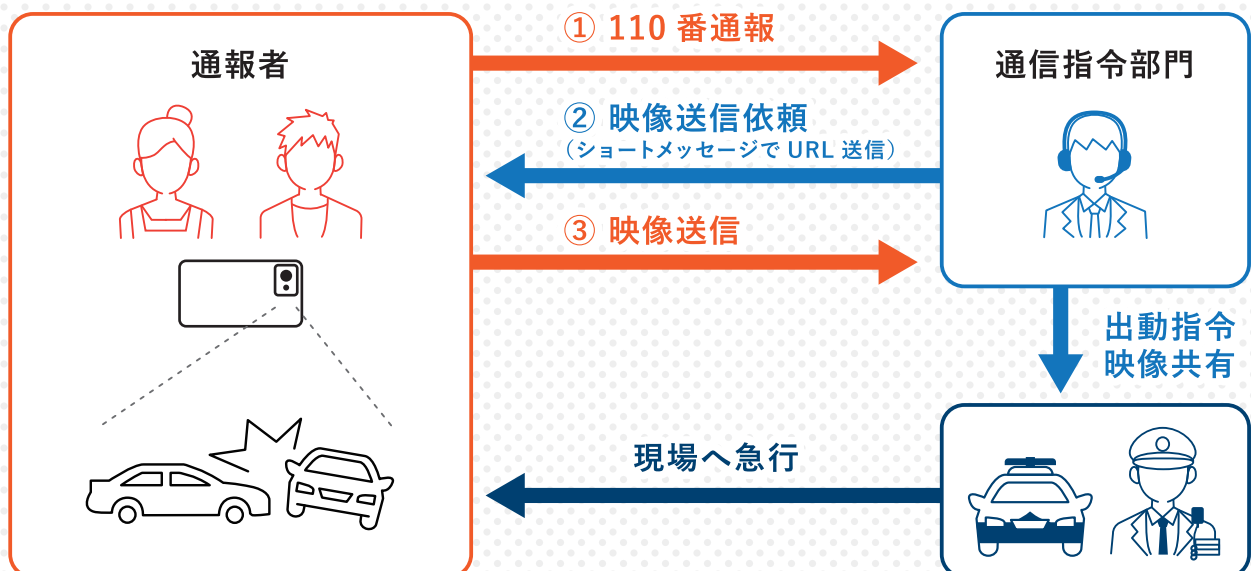 通報者
① 110 番通報
通信指令部門
② 映像送信依頼
（ショートメッセージで URL 送信）
③ 映像送信
出動指令
映像共有
現場へ急行